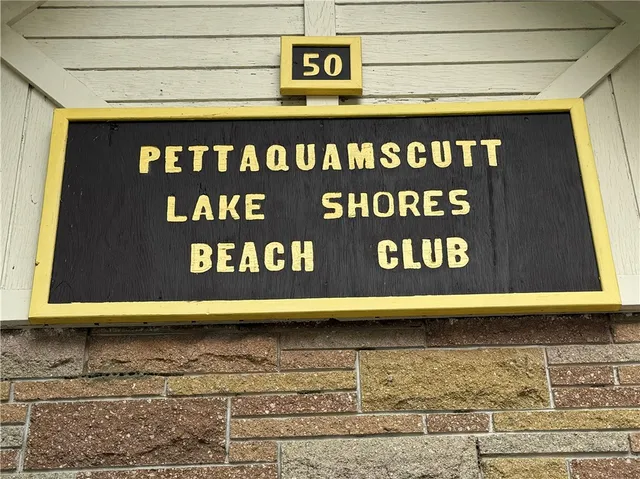 50
PETTAQUAMSCUTT
LAKE SHORES
BEACH CLUB